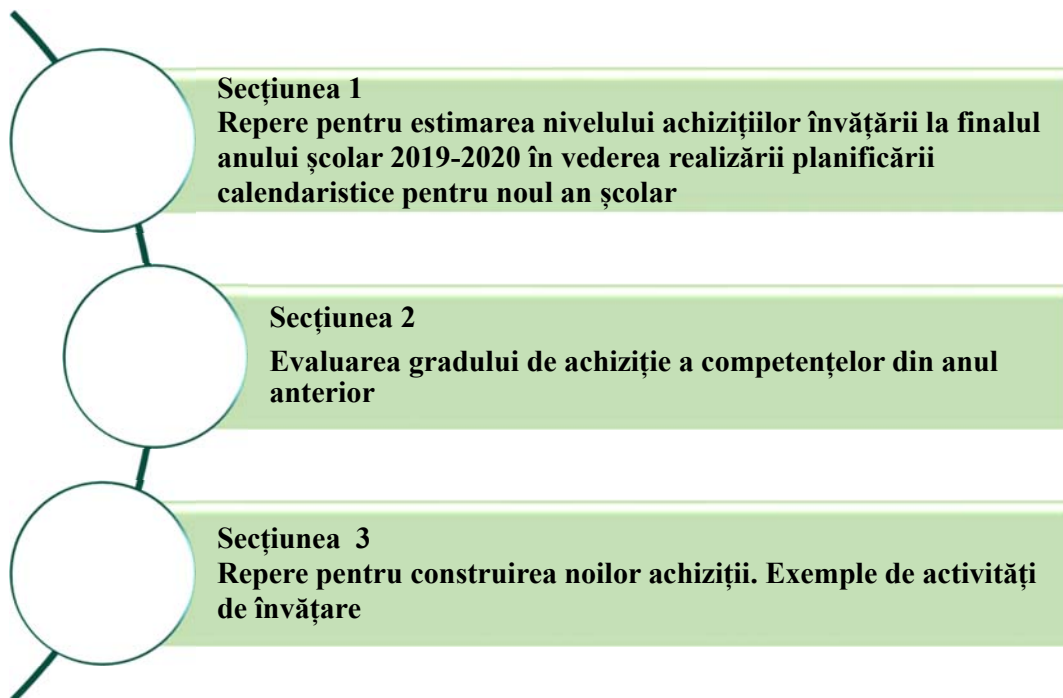 Secțiunea 1
Repere pentru estimarea nivelului achizițiilor învățării la finalul
anului școlar 2019-2020 în vederea realizării planificării
calendaristice pentru noul an școlar
Secțiunea 2
Evaluarea gradului de achiziție a competențelor din anul
anterior
Secțiunea 3
Repere pentru construirea noilor achiziții. Exemple de activități
de învățare